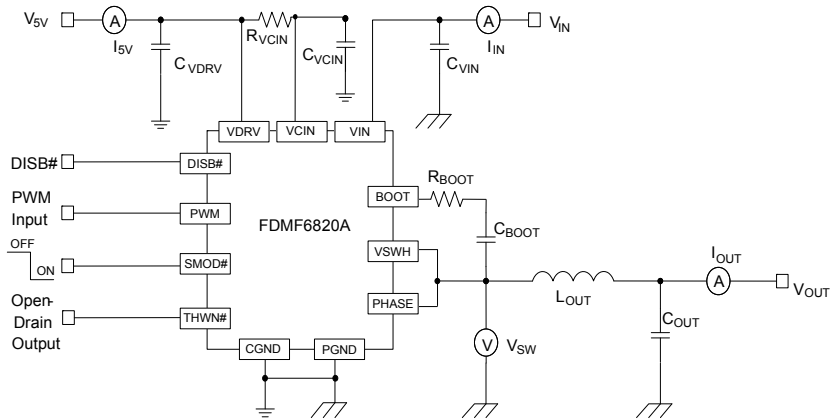 V5V
A
I5V
CVDRV
RVCIN
CVCIN
A
IIN
VIN
CVIN
VDRV
VCIN
VIN
DISB#
DISB#
PWM
Input
PWM
OFF
ON
SMOD#
Open-
Drain
Output
THWN#
FDMF6820A
BOOT
RBOOT
CBOOT
VSWH
PHASE
LOUT
IOUT
A
VOUT
COUT
V
VSW
CGND
PGND